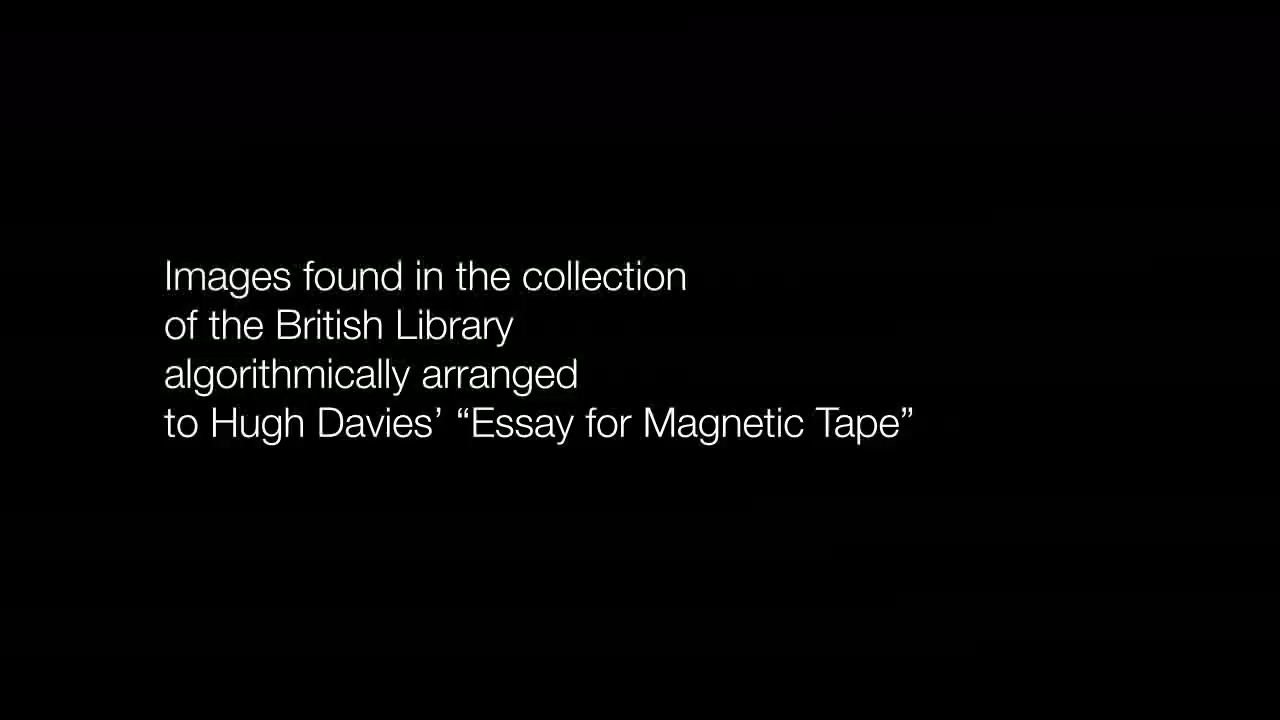 Images found in the collection
of the British Library
algorithmically arranged
to Hugh Davies’ “Essay for Magnetic Tape”